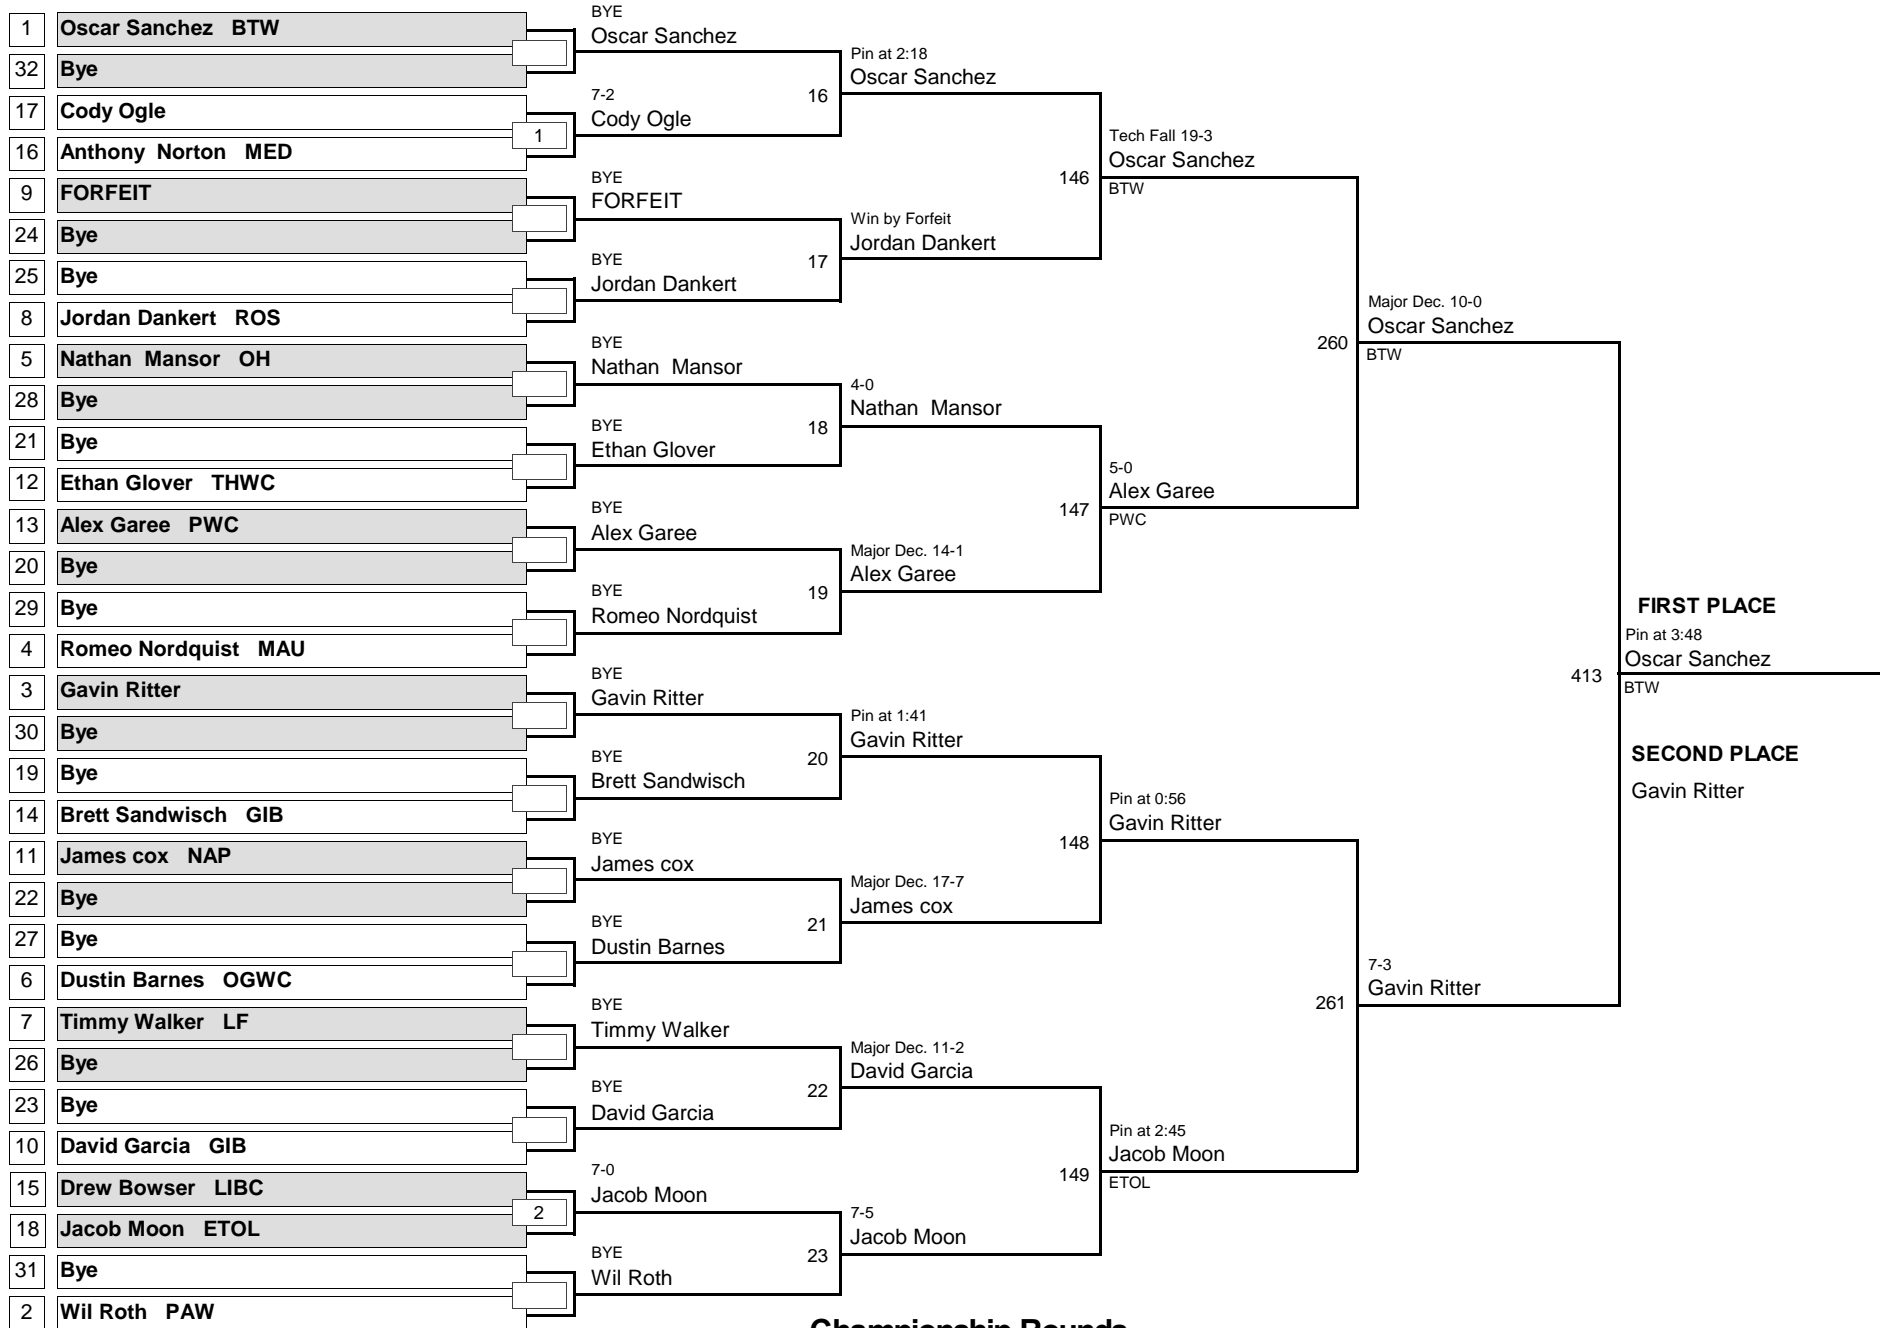 1 Oscar Sanchez BTW
32 Bye
17 Cody Ogle
16 Anthony Norton MED
9 FORFEIT
24 Bye
25 Bye
8 Jordan Dankert ROS
5 Nathan Mansor OH
28 Bye
21 Bye
12 Ethan Glover THWC
13 Alex Garee PWC
20 Bye
29 Bye
4 Romeo Nordquist MAU
3 Gavin Ritter
30 Bye
19 Bye
14 Brett Sandwisch GIB
11 James cox NAP
22 Bye
27 Bye
6 Dustin Barnes OGWC
7 Timmy Walker LF
26 Bye
23 Bye
10 David Garcia GIB
15 Drew Bowser LIBC
18 Jacob Moon ETOL
31 Bye
2 Wil Roth PAW
1
2
BYE
Oscar Sanchez
7-2
Cody Ogle
BYE
FORFEIT
BYE
Jordan Dankert
BYE
Nathan Mansor
BYE
Ethan Glover
BYE
Alex Garee
BYE
Romeo Nordquist
BYE
Gavin Ritter
BYE
Brett Sandwisch
BYE
James cox
BYE
Dustin Barnes
BYE
Timmy Walker
BYE
David Garcia
7-0
Jacob Moon
BYE
Wil Roth
16
17
18
19
20
21
22
23
Pin at 2:18
Oscar Sanchez
Win by Forfeit
Jordan Dankert
4-0
Nathan Mansor
Major Dec. 14-1
Alex Garee
Pin at 1:41
Gavin Ritter
Major Dec. 17-7
James cox
Major Dec. 11-2
David Garcia
7-5
Jacob Moon
146
147
148
149
Tech Fall 19-3
Oscar Sanchez
BTW
5-0
Alex Garee
PWC
Pin at 0:56
Gavin Ritter
Pin at 2:45
Jacob Moon
ETOL
260
261
Major Dec. 10-0
Oscar Sanchez
BTW
7-3
Gavin Ritter
413
FIRST PLACE
Pin at 3:48
Oscar Sanchez
BTW
SECOND PLACE
Gavin Ritter
Championship Rounds